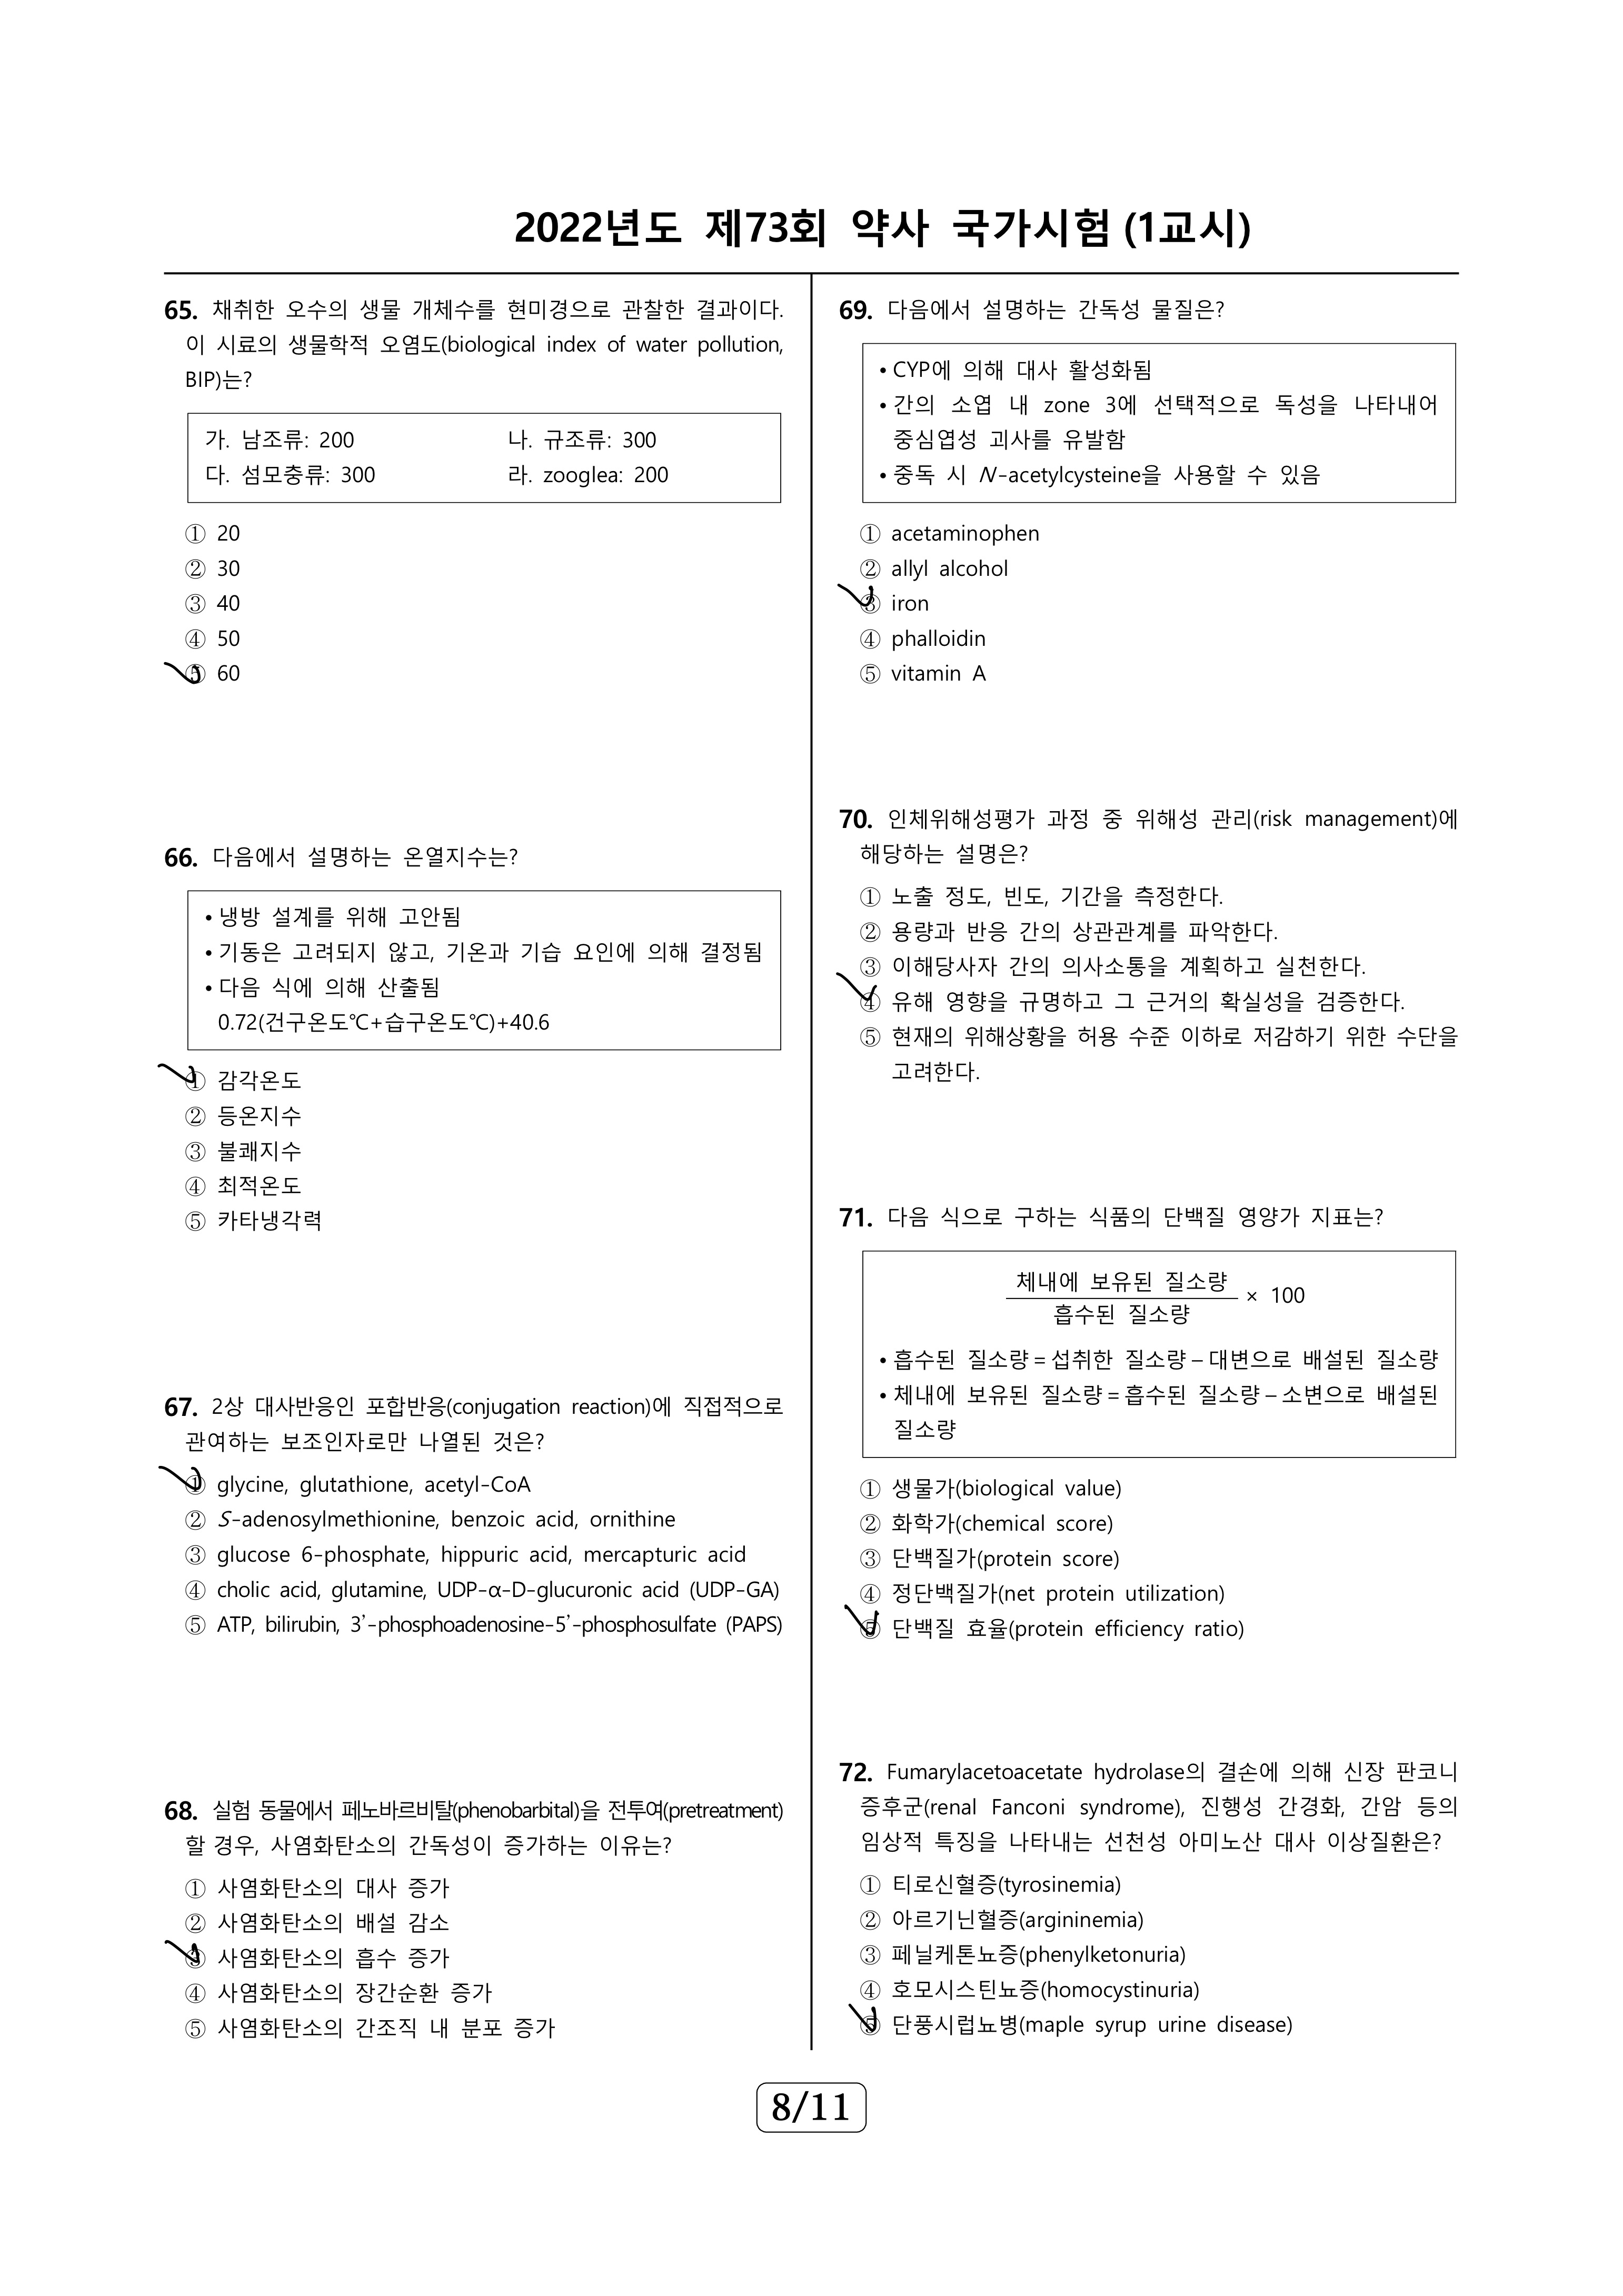 2022년도 제73회 약사 국가시험 (1교시)
65. 채취한 오수의 생물 개체수를 현미경으로 관찰한 결과이다.
이 시료의 생물학적 오염도(biological index of water pollution,
BIP)는?
가. 남조류: 200 나. 규조류: 300
다. 섬모충류: 300 라. zooglea: 200
① 20
② 30
③ 40
④ 50
⑤ 60
66. 다음에서 설명하는 온열지수는?
• 냉방 설계를 위해 고안됨
• 기동은 고려되지 않고, 기온과 기습 요인에 의해 결정됨
• 다음 식에 의해 산출됨
0.72(건구온도℃+습구온도℃)+40.6
① 감각온도
② 등온지수
③ 불쾌지수
④ 최적온도
⑤ 카타냉각력
67. 2상 대사반응인 포합반응(conjugation reaction)에 직접적으로
관여하는 보조인자로만 나열된 것은?
① glycine, glutathione, acetyl-CoA
② S-adenosylmethionine, benzoic acid, ornithine
③ glucose 6-phosphate, hippuric acid, mercapturic acid
④ cholic acid, glutamine, UDP-α-D-glucuronic acid (UDP-GA)
⑤ ATP, bilirubin, 3’-phosphoadenosine-5’-phosphosulfate (PAPS)
68. 실험 동물에서 페노바르비탈(phenobarbital)을 전투여(pretreatment)
할 경우, 사염화탄소의 간독성이 증가하는 이유는?
① 사염화탄소의 대사 증가
② 사염화탄소의 배설 감소
③ 사염화탄소의 흡수 증가
④ 사염화탄소의 장간순환 증가
⑤ 사염화탄소의 간조직 내 분포 증가
69. 다음에서 설명하는 간독성 물질은?
• CYP에 의해 대사 활성화됨
• 간의 소엽 내 zone 3에 선택적으로 독성을 나타내어
중심엽성 괴사를 유발함
• 중독 시 N-acetylcysteine을 사용할 수 있음
① acetaminophen
② allyl alcohol
③ iron
④ phalloidin
⑤ vitamin A
70. 인체위해성평가 과정 중 위해성 관리(risk management)에
해당하는 설명은?
① 노출 정도, 빈도, 기간을 측정한다.
② 용량과 반응 간의 상관관계를 파악한다.
③ 이해당사자 간의 의사소통을 계획하고 실천한다.
④ 유해 영향을 규명하고 그 근거의 확실성을 검증한다.
⑤ 현재의 위해상황을 허용 수준 이하로 저감하기 위한 수단을
고려한다.
71. 다음 식으로 구하는 식품의 단백질 영양가 지표는?
체내에 보유된 질소량
× 100
흡수된 질소량
• 흡수된 질소량 = 섭취한 질소량 – 대변으로 배설된 질소량
• 체내에 보유된 질소량 = 흡수된 질소량 – 소변으로 배설된
질소량
① 생물가(biological value)
② 화학가(chemical score)
③ 단백질가(protein score)
④ 정단백질가(net protein utilization)
⑤ 단백질 효율(protein efficiency ratio)
72. Fumarylacetoacetate hydrolase의 결손에 의해 신장 판코니
증후군(renal Fanconi syndrome), 진행성 간경화, 간암 등의
임상적 특징을 나타내는 선천성 아미노산 대사 이상질환은?
① 티로신혈증(tyrosinemia)
② 아르기닌혈증(argininemia)
③ 페닐케톤뇨증(phenylketonuria)
④ 호모시스틴뇨증(homocystinuria)
⑤ 단풍시럽뇨병(maple syrup urine disease)
8/11